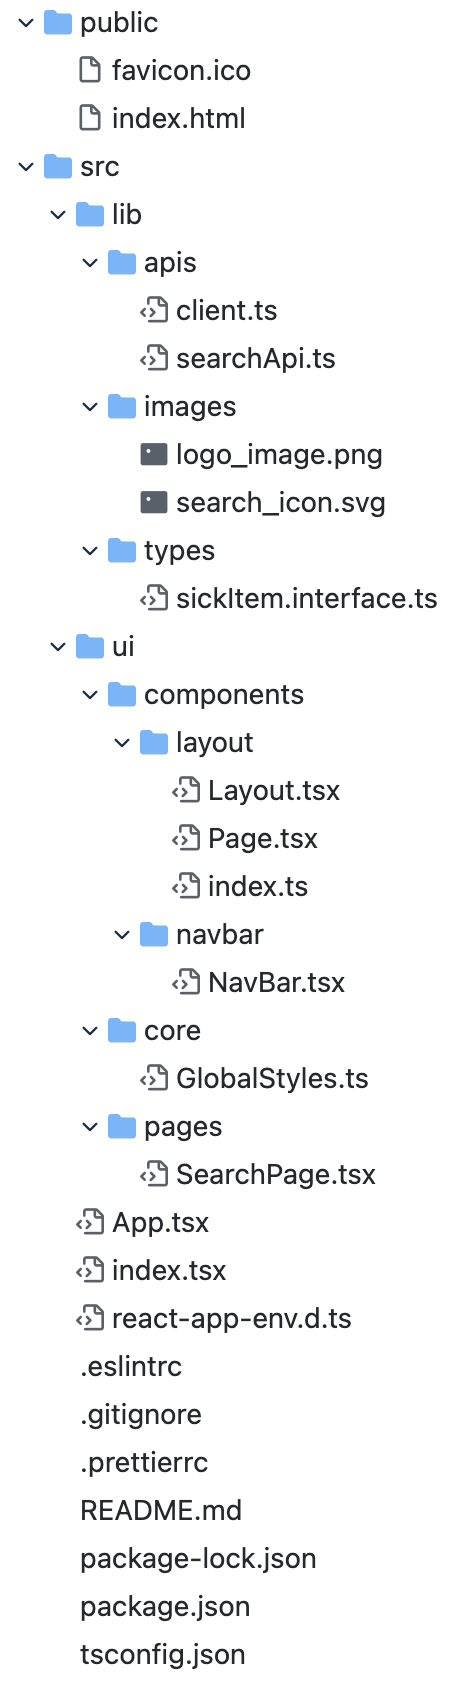 public
favicon.ico
index.html
src
lib
apis
client.ts
searchApi.ts
images
logo_image.png
search_icon.svg
types
sickItem.interface.ts
ui
components
layout
Layout.tsx
Page.tsx
index.ts
navbar
NavBar.tsx
core
GlobalStyles.ts
pages
SearchPage.tsx
App.tsx
index.tsx
react-app-env.d.ts
.eslintrc
.gitignore
.prettierrc
README.md
package-lock.json
package.json
tsconfig.json